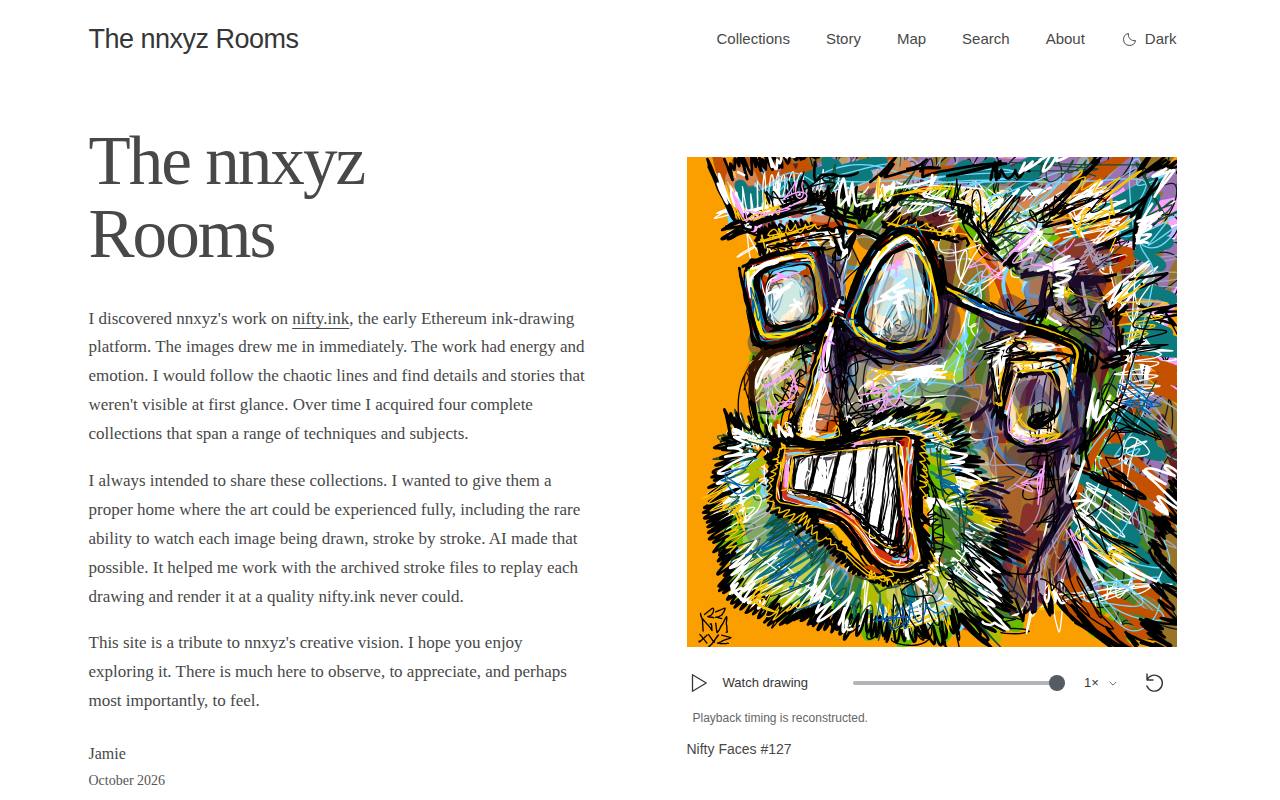 The nnxyz Rooms
Collections Story Map Search About Dark
The nnxyz
Rooms
I discovered nnxyz's work on nifty.ink, the early Ethereum ink-drawing
platform. The images drew me in immediately. The work had energy and
emotion. I would follow the chaotic lines and find details and stories that
weren't visible at first glance. Over time I acquired four complete
collections that span a range of techniques and subjects.
I always intended to share these collections. I wanted to give them a
proper home where the art could be experienced fully, including the rare
ability to watch each image being drawn, stroke by stroke. AI made that
possible. It helped me work with the archived stroke files to replay each
drawing and render it at a quality nifty.ink never could.
This site is a tribute to nnxyz's creative vision. I hope you enjoy
exploring it. There is much here to observe, to appreciate, and perhaps
most importantly, to feel.
Jamie
October 2026
NN
XYZ
Watch drawing 1×
Playback timing is reconstructed.
Nifty Faces #127